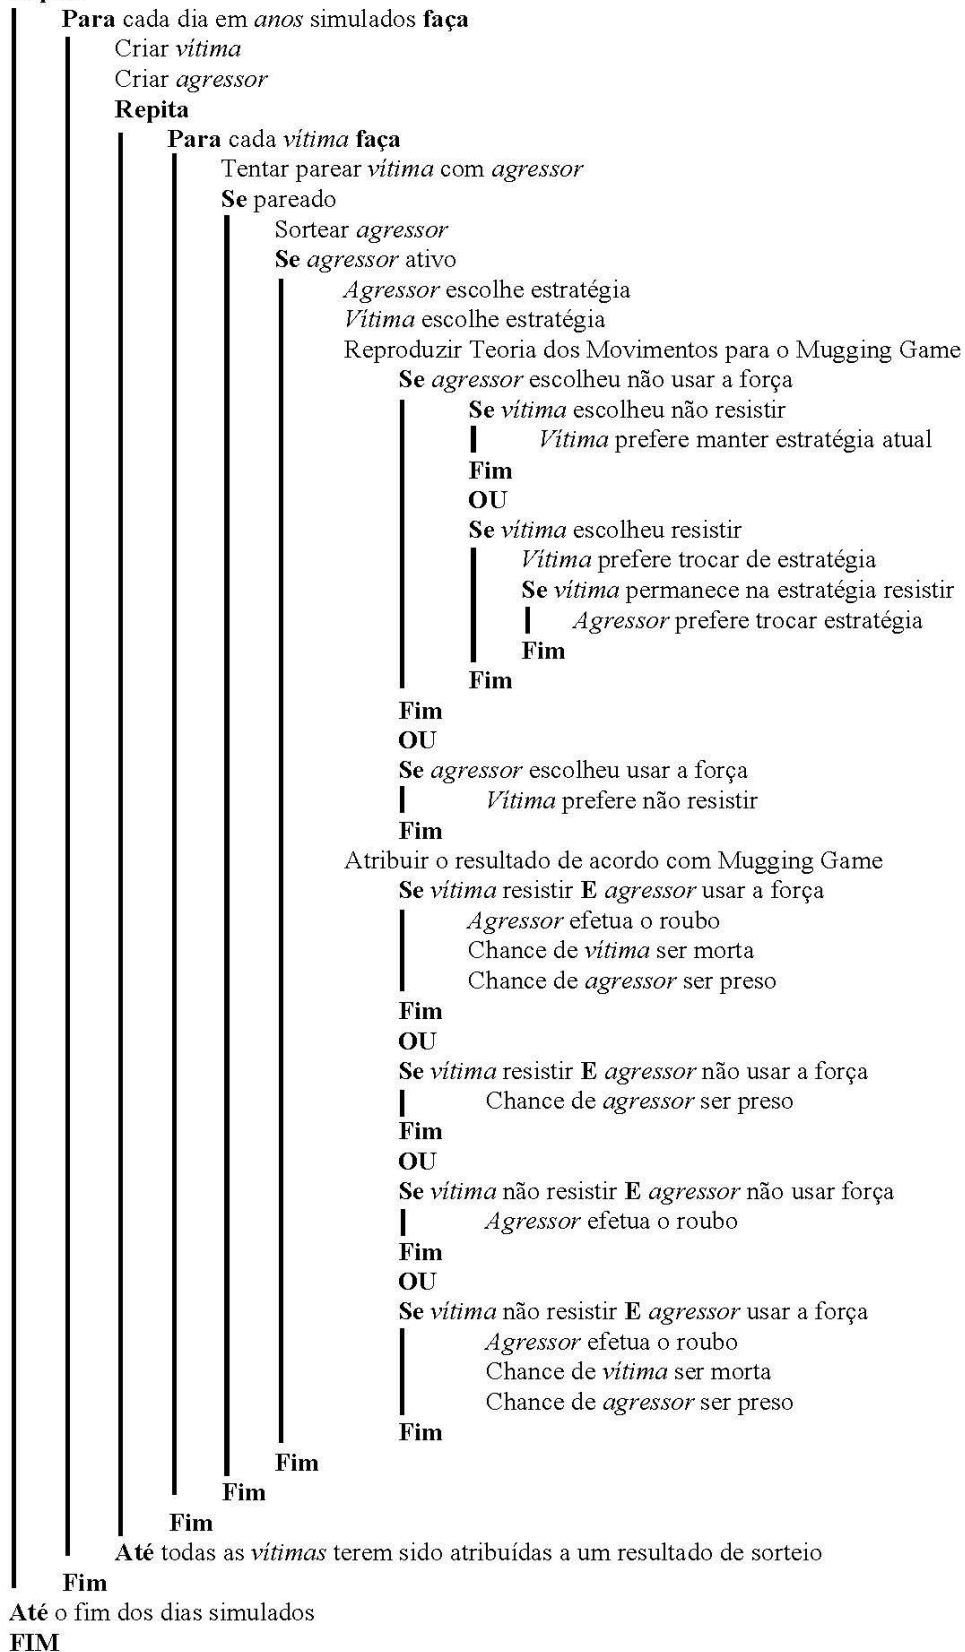 Para cada dia em anos simulados faça
Criar vítima
Criar agressor
Repita
Para cada vítima faça
Tentar parear vítima com agressor
Se pareado
Sortear agressor
Se agressor ativo
Agressor escolhe estratégia
Vítima escolhe estratégia
Reproduzir Teoria dos Movimentos para o Mugging Game
Se agressor escolheu não usar a força
Se vítima escolheu não resistir
Vítima prefere manter estratégia atual
Fim
OU
Se vítima escolheu resistir
Vítima prefere trocar de estratégia
Se vítima permanece na estratégia resistir
Agressor prefere trocar estratégia
Fim
Fim
Fim
OU
Se agressor escolheu usar a força
Vítima prefere não resistir
Fim
Atribuir o resultado de acordo com Mugging Game
Se vítima resistir E agressor usar a força
Agressor efetua o roubo
Chance de vítima ser morta
Chance de agressor ser preso
Fim
OU
Se vítima resistir E agressor não usar a força
Chance de agressor ser preso
Fim
OU
Se vítima não resistir E agressor não usar força
Agressor efetua o roubo
Fim
OU
Se vítima não resistir E agressor usar a força
Agressor efetua o roubo
Chance de vítima ser morta
Chance de agressor ser preso
Fim
Fim
Fim
Fim
Até todas as vítimas terem sido atribuídas a um resultado de sorteio
Fim
Até o fim dos dias simulados
FIM